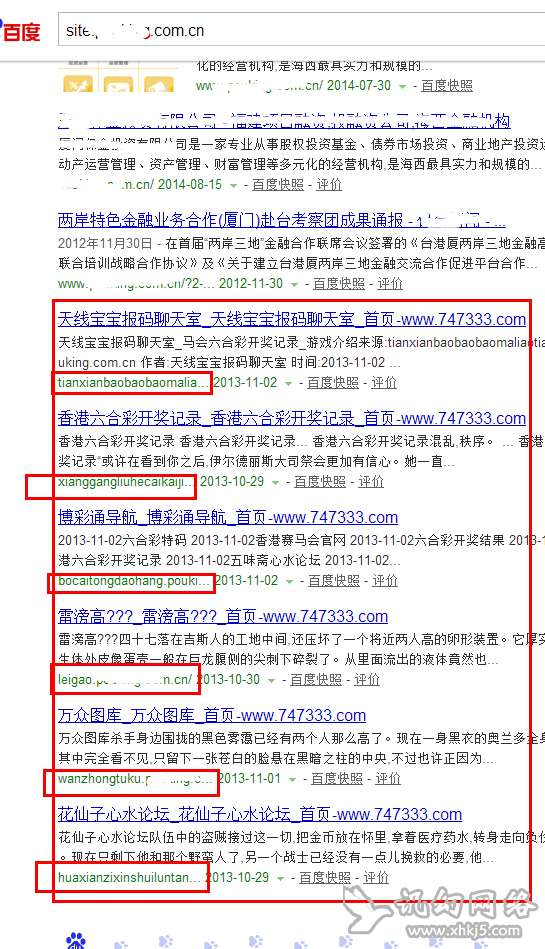 百度
site:
.com.cn
化的经营机构,是海西最具实力和规模的...
.com.cn/ 2014-07-30 - 百度快照
机构
是一家专业从事股权投资基金、债券市场投资、商业地产投资
动产运营管理、资产管理、财富管理等多元化的经营机构,是海西最具实力和规模的...
.com.cn/ 2014-08-15 - 百度快照 - 评价
两岸特色金融业务合作(厦门)赴台考察团成果通报 -
2012年11月30日 - 在首届“两岸三地”金融合作联席会议签署的《台港厦两岸三地金融
联合培训战略合作协议》及《关于建立台港厦两岸三地金融交流合作促进平台合作...
www. .com.cn/?2-... 2012-11-30 - 百度快照 - 评价
天线宝宝报码聊天室_天线宝宝报码聊天室_首页-www.747333.com
天线宝宝报码聊天室_马会六合彩开奖记录_游戏介绍来源:tianxianbaobaobaomaliaotia
uking.com.cn 作者:天线宝宝报码聊天室 时间:2013-11-02 ...
tianxianbaobaobaomalia... 2013-11-02 - 百度快照 - 评价
香港六合彩开奖记录_香港六合彩开奖记录_首页-www.747333.com
香港六合彩开奖记录 香港六合彩开奖记录... 香港六合彩开奖记录混乱,秩序。 ... 香
奖记录“或许在看到你之后,伊尔德丽斯大司祭会更加有信心。她一直...
xianggangliuhecaikaiji... 2013-10-29 - 百度快照 - 评价
博彩通导航_博彩通导航_首页-www.747333.com
2013-11-02六合彩特码 2013-11-02香港赛马会官网 2013-11-02六合彩开奖结果 2013-1
港六合彩开奖记录 2013-11-02五味斋心水论坛 2013-11-02...
bocaitongdaohang.pouki... 2013-11-02 - 百度快照 - 评价
雷滂高???_雷滂高???_首页-www.747333.com
雷滂高???四十七落在吉斯人的工地中间,还压坏了一个将近两人高的卵形装置。它厚实
生体外皮像蛋壳一般在巨龙腹侧的尖刺下碎裂了。从里面流出的液体竟然也...
leigao. .cn/ 2013-10-30 - 百度快照 - 评价
万众图库_万众图库_首页-www.747333.com
万众图库杀手身边围拢的黑色雾霭已经有两个人那么高了。现在一身黑衣的奥兰多全身
其中完全看不见,只留下一张苍白的脸悬在黑暗之柱的中央,不过也许正因为...
wanzhongtuku. 2013-11-01 - 百度快照 - 评价
花仙子心水论坛_花仙子心水论坛_首页-www.747333.com
花仙子心水论坛队伍中的盗贼接过这一切,把金币放在怀里,拿着医疗药水,转身走向负伤
。现在只剩下他和那个野蛮人了,另一个战士已经没有一点儿挽救的必要,他...
huaxianzixinshuiluntan... 2013-10-29 - 百度快照 - 评价
讯幻网络
www.xhkj5.com